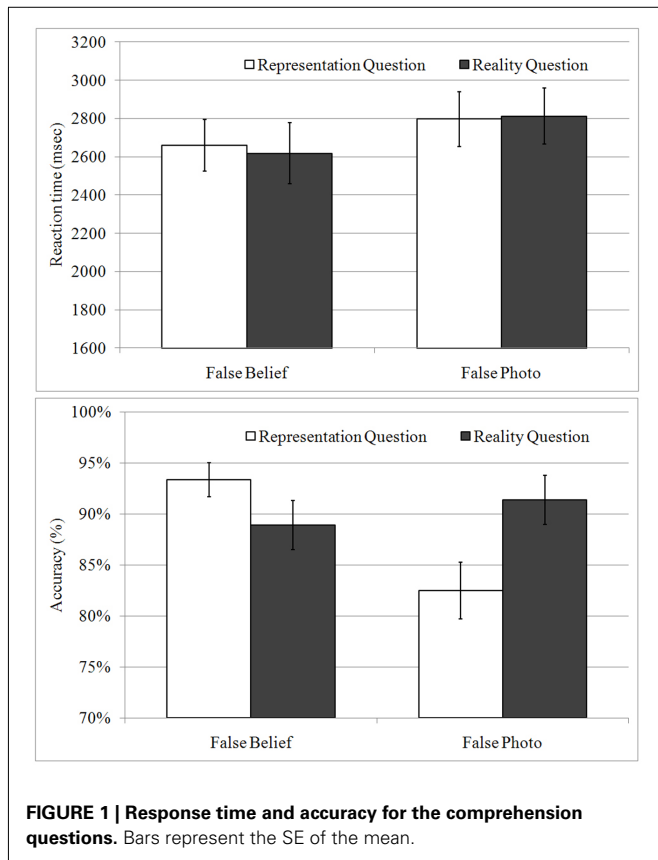 3200
3000
2800
2600
2400
2200
2000
1800
1600
Reaction time (msec)
Representation Question
Reality Question
False Belief
False Photo
100%
95%
90%
85%
80%
75%
70%
Accuracy (%)
Representation Question
Reality Question
False Belief
False Photo
FIGURE 1 | Response time and accuracy for the comprehension
questions. Bars represent the SE of the mean.